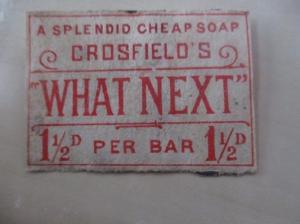 A SPLENDID CHEAP SOAP
CROSFIELD'S
"WHAT NEXT"
1½D PER BAR 1½D